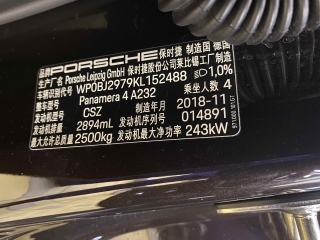 品牌 PORSCHE 保时捷 制造国 德国
生产厂名 Porsche Leipzig GmbH 保时捷股份公司莱比锡工厂制造
车辆识别代号 WP0BJ2979KL152488 1,0%
整车型号 Panamera 4 A232 乘坐人数 4
发动机型号 CSZ 制造年月 2018-11
发动机排量 2894mL 发动机序列号 014891
最大允许总质量 2500kg 发动机最大净功率 243kW